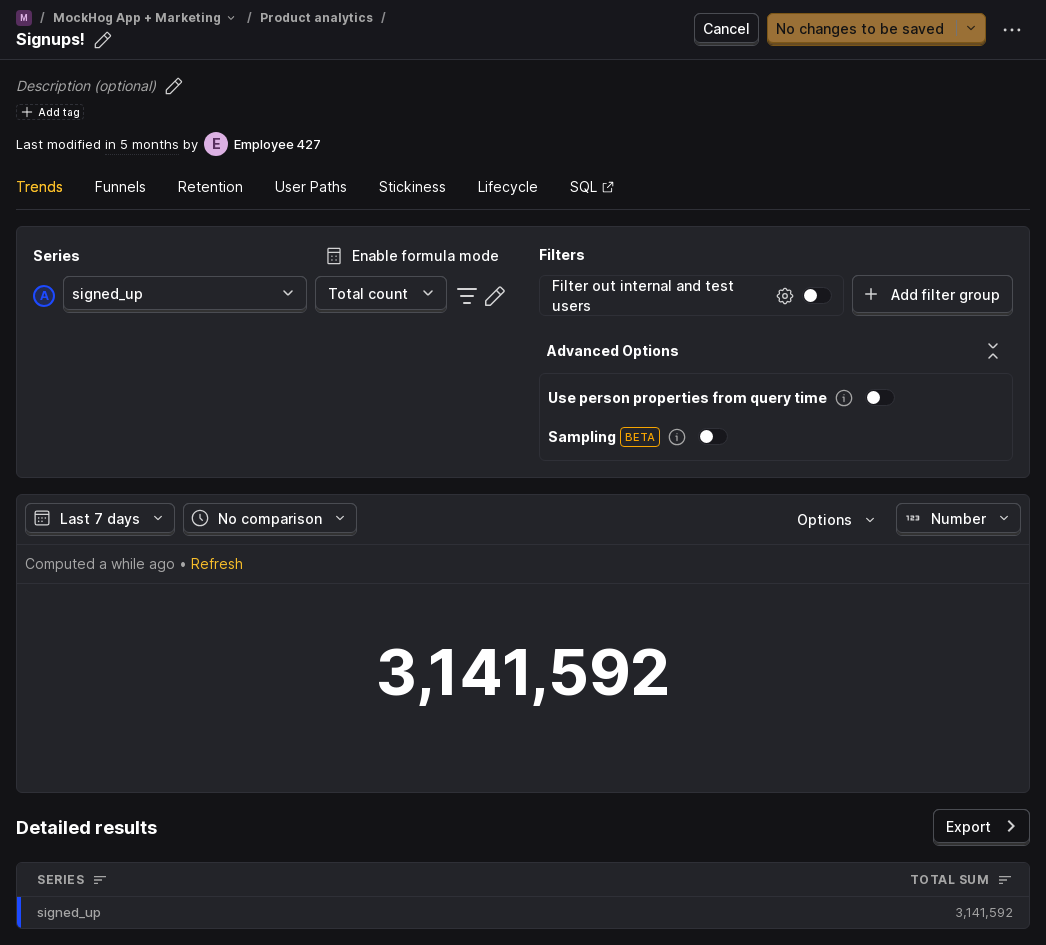 M / MockHog App + Marketing / Product analytics /
Signups!
Cancel
No changes to be saved
Description (optional)
Add tag
Last modified in 5 months by E Employee 427
Trends Funnels Retention User Paths Stickiness Lifecycle SQL
Series
Enable formula mode
A signed_up Total count
Filters
Filter out internal and test
users
Add filter group
Advanced Options
Use person properties from query time
Sampling BETA
Last 7 days No comparison Options 123 Number
Computed a while ago • Refresh
3,141,592
Detailed results Export
SERIES TOTAL SUM
signed_up 3,141,592